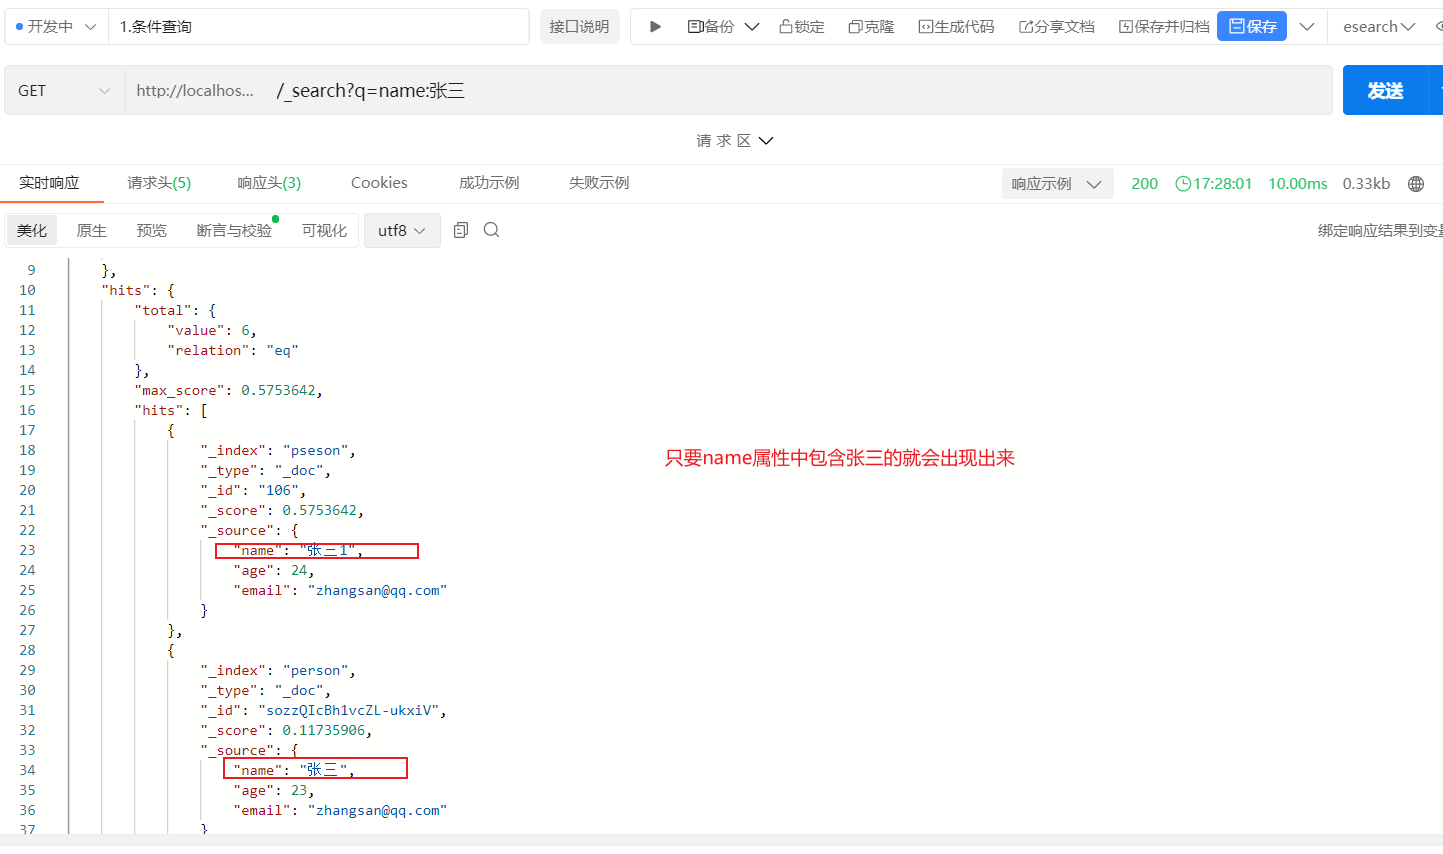 开发中 1.条件查询 接口说明 备份 锁定 克隆 生成代码 分享文档 保存并归档 保存 esearch
GET http://localhos... /_search?q=name:张三 发送
请 求 区
实时响应 请求头(5) 响应头(3) Cookies 成功示例 失败示例 响应示例 200 17:28:01 10.00ms 0.33kb
美化 原生 预览 断言与校验 可视化 utf8 绑定响应结果到变量
9 },
10 "hits": {
11 "total": {
12 "value": 6,
13 "relation": "eq"
14 },
15 "max_score": 0.5753642,
16 "hits": [
17 {
18 "_index": "pseson",
只要name属性中包含张三的就会出现出来
19 "_type": "_doc",
20 "_id": "106",
21 "_score": 0.5753642,
22 "_source": {
23 "name": "张三1",
24 "age": 24,
25 "email": "zhangsan@qq.com"
26 }
27 },
28 {
29 "_index": "person",
30 "_type": "_doc",
31 "_id": "sozzQIcBh1vcZL-ukxiV",
32 "_score": 0.11735906,
33 "_source": {
34 "name": "张三",
35 "age": 23,
36 "email": "zhangsan@qq.com"
37 }